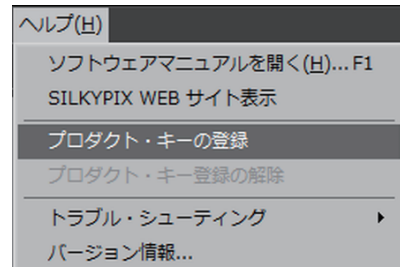 ヘルプ(H)
ソフトウェアマニュアルを開く(H)... F1
SILKYPIX WEB サイト表示
プロダクト・キーの登録
プロダクト・キー登録の解除
トラブル・シューティング
バージョン情報...